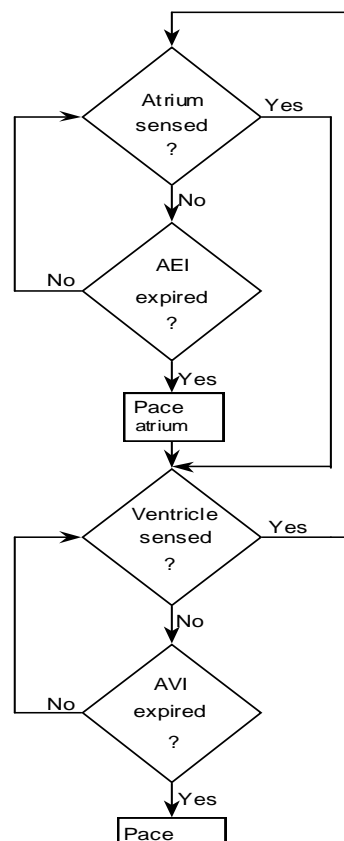 Atrium
sensed
?
Yes
No
AEI
expired
?
No
Yes
Pace
atrium
Ventricle
sensed
?
Yes
No
AVI
expired
?
No
Yes
Pace